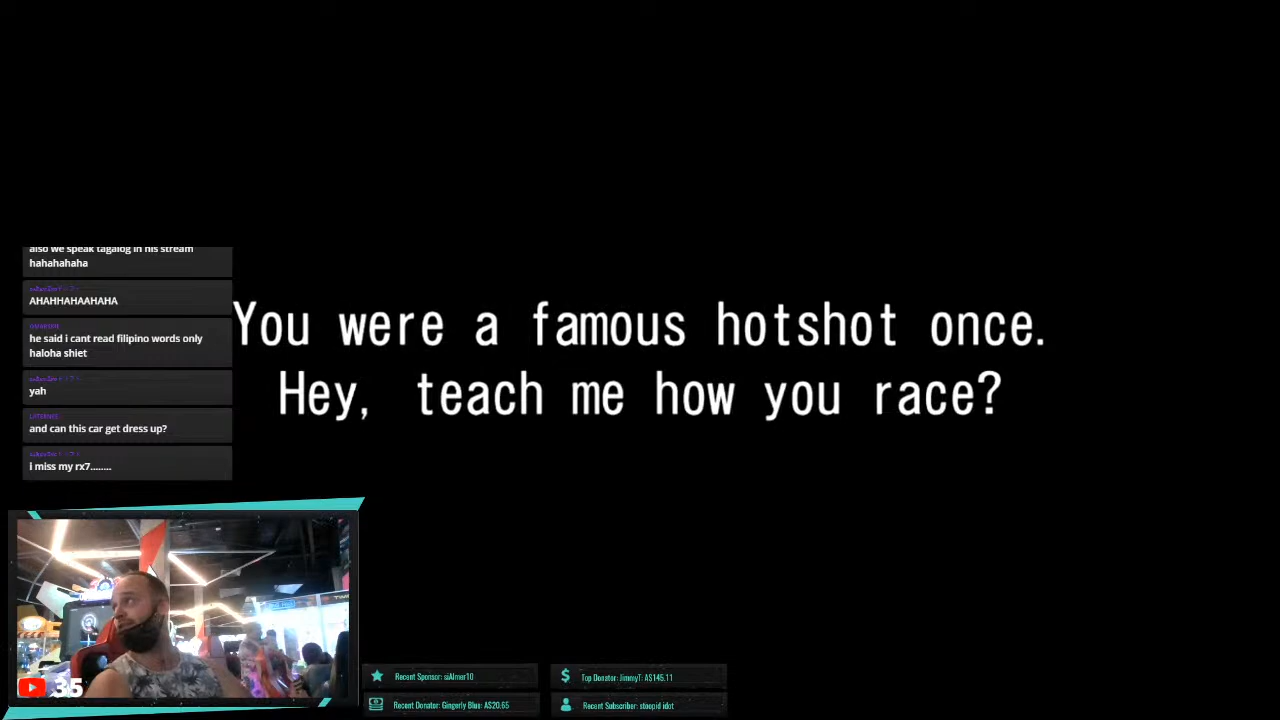 also we speak tagalog in his stream
hahahahaha
AHAHHAHAAHAHA
he said i cant read filipino words only
haloha shiet
yah
and can this car get dress up?
i miss my rx7........
You were a famous hotshot once.
Hey, teach me how you race?
35
Recent Sponsor: siAlmer10
Top Donator: JimmyT: A$145.11
Recent Donator: Gingerly Blue: A$20.65
Recent Subscriber: stoopid idot